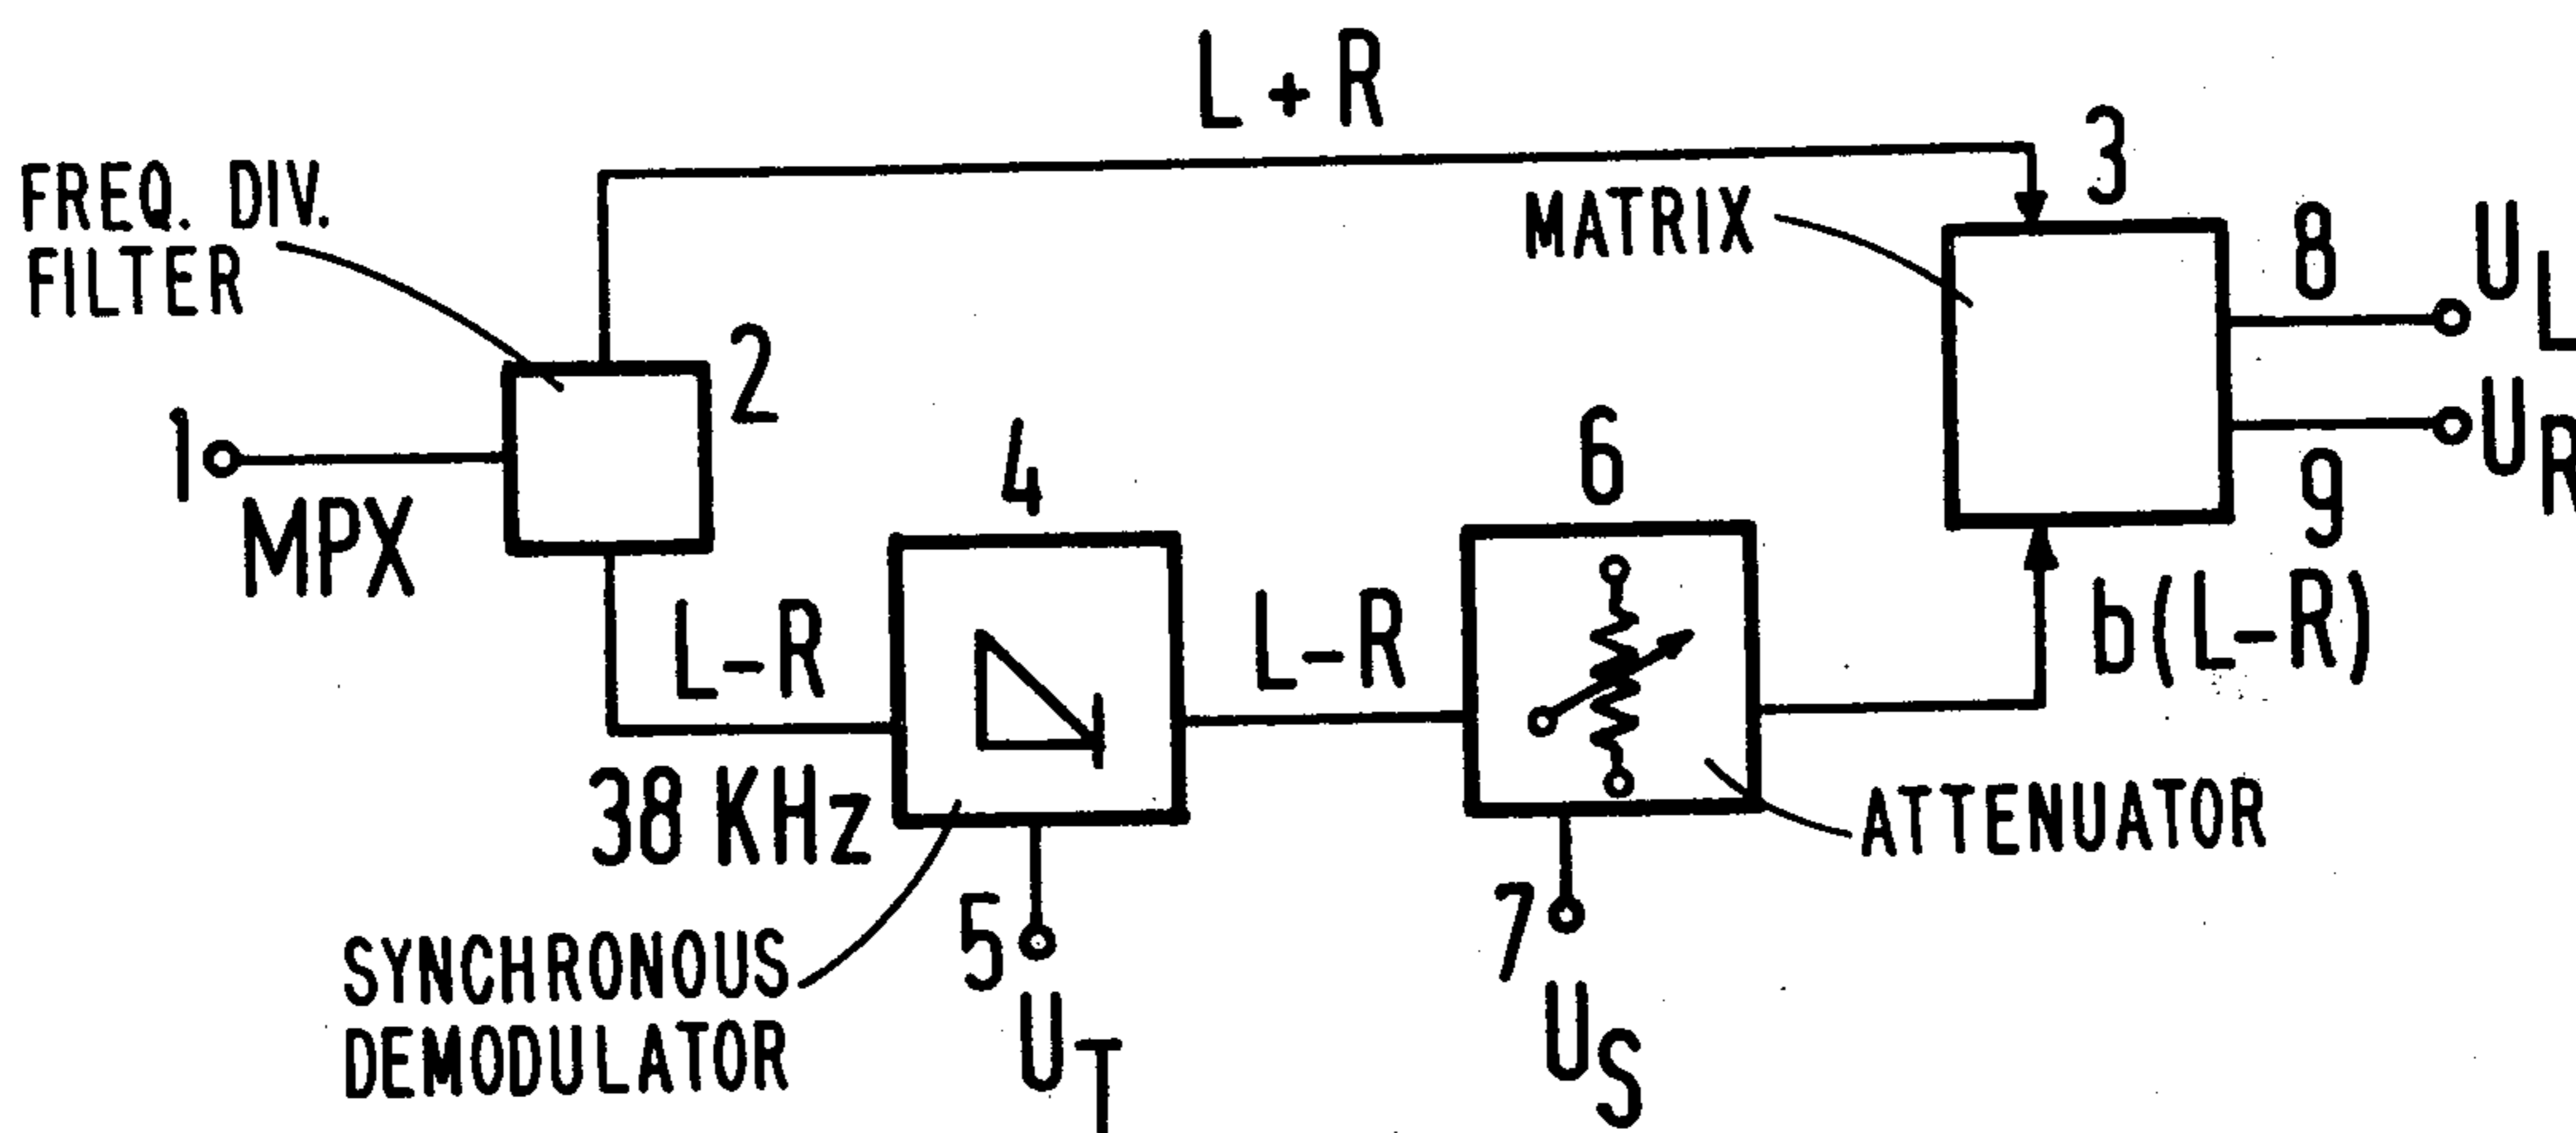 L + R
3
FREQ. DIV.
FILTER
MATRIX
8
U_L
2
1
MPX
4
6
U_R
9
L-R
L-R
b(L-R)
38 KHz
ATTENUATOR
SYNCHRONOUS
DEMODULATOR
5
U_T
7
U_S